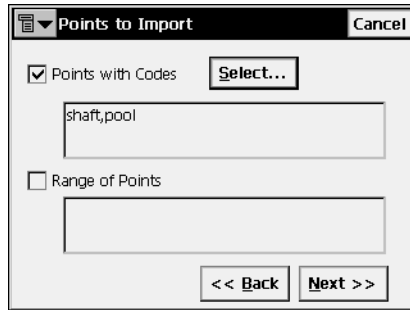 Points to Import
Cancel
Points with Codes
Select...
shaft,pool
Range of Points
<< Back
Next >>